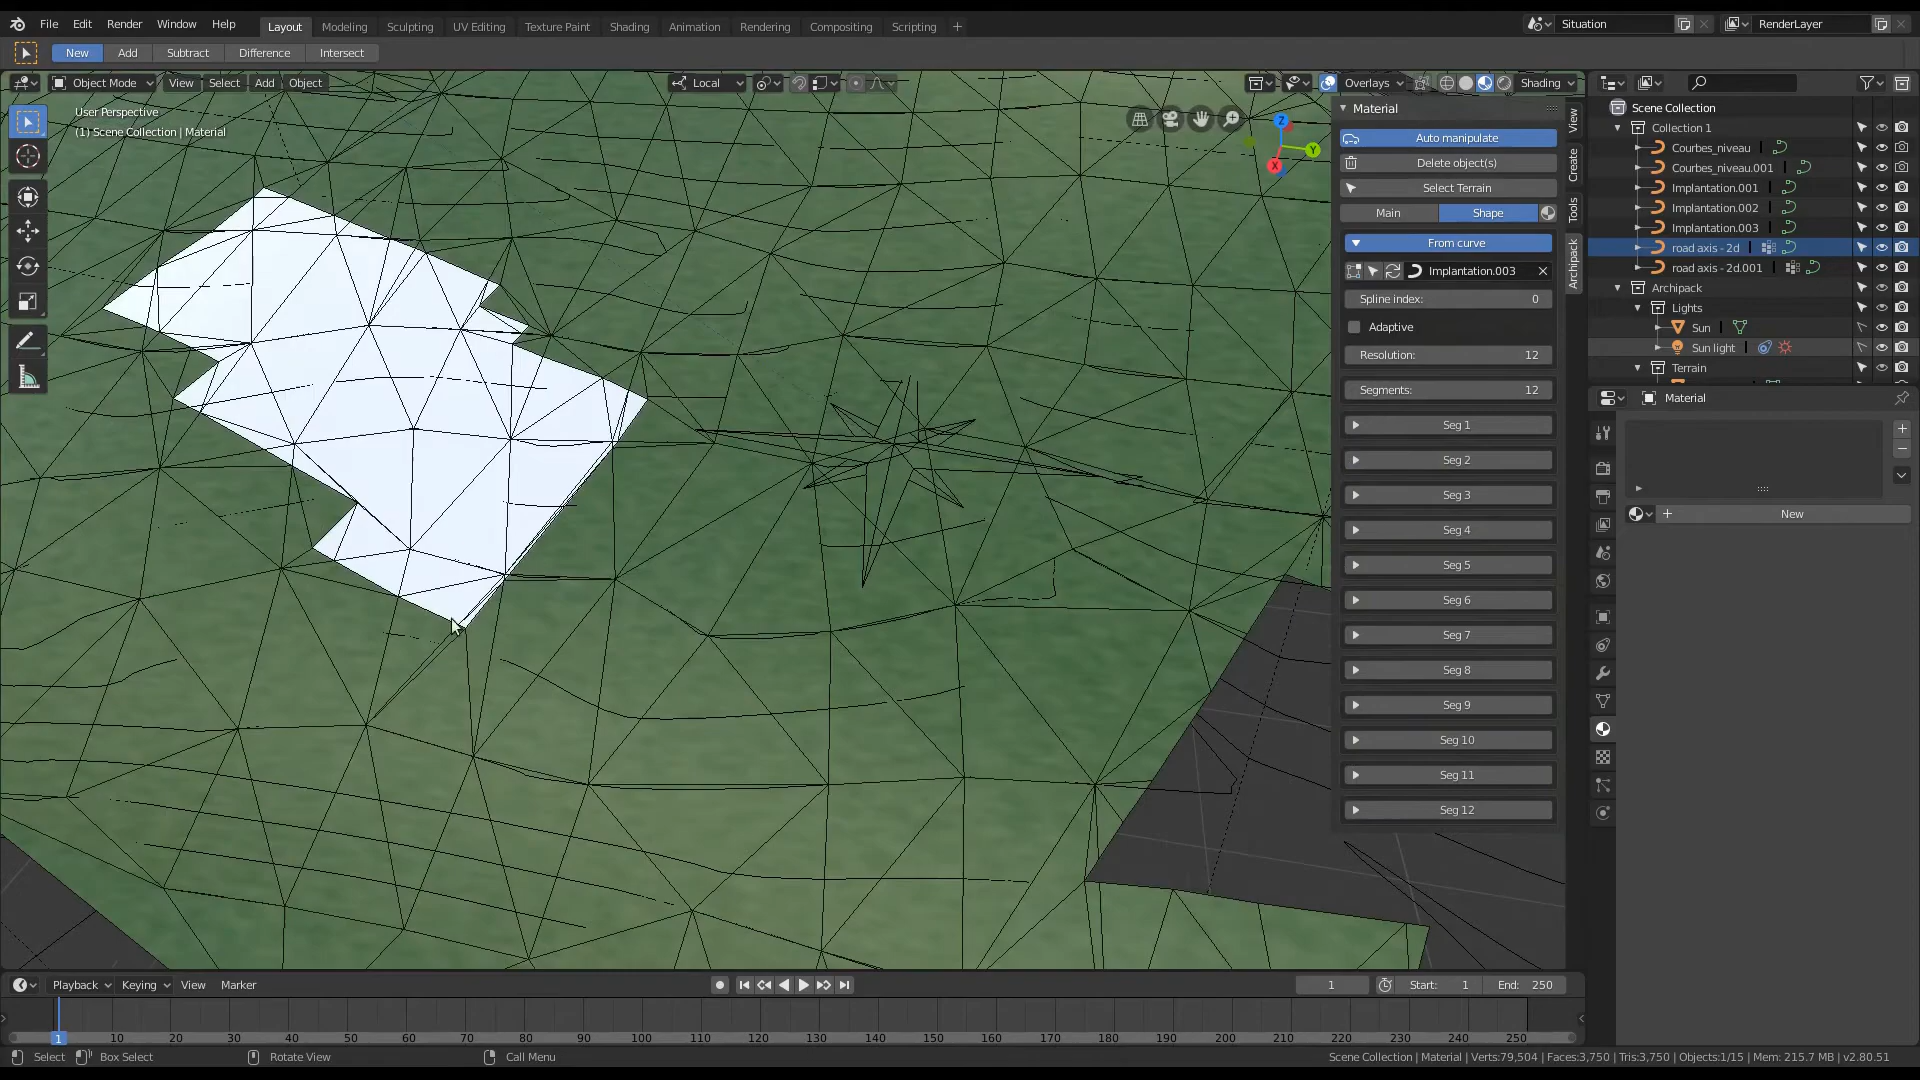 File Edit Render Window Help Layout Modeling Sculpting UV Editing Texture Paint Shading Animation Rendering Compositing Scripting + Situation RenderLayer
New Add Subtract Difference Intersect
Object Mode View Select Add Object Local Overlays Shading
User Perspective
(1) Scene Collection | Material
Z
Y
X
Material
Auto manipulate
Delete object(s)
Select Terrain
Main Shape
From curve
Implantation.003
Spline index: 0
Adaptive
Resolution: 12
Segments: 12
Seg 1
Seg 2
Seg 3
Seg 4
Seg 5
Seg 6
Seg 7
Seg 8
Seg 9
Seg 10
Seg 11
Seg 12
View
Create
Tools
Archipack
Scene Collection
Collection 1
Courbes_niveau
Courbes_niveau.001
Implantation.001
Implantation.002
Implantation.003
road axis - 2d
road axis - 2d.001
Archipack
Lights
Sun
Sun light
Terrain
Material
New
Playback Keying View Marker 1 Start: 1 End: 250
1 10 20 30 40 50 60 70 80 90 100 110 120 130 140 150 160 170 180 190 200 210 220 230 240 250
Select Box Select Rotate View Call Menu Scene Collection | Material | Verts:79,504 | Faces:3,750 | Tris:3,750 | Objects:1/15 | Mem: 215.7 MB | v2.80.51